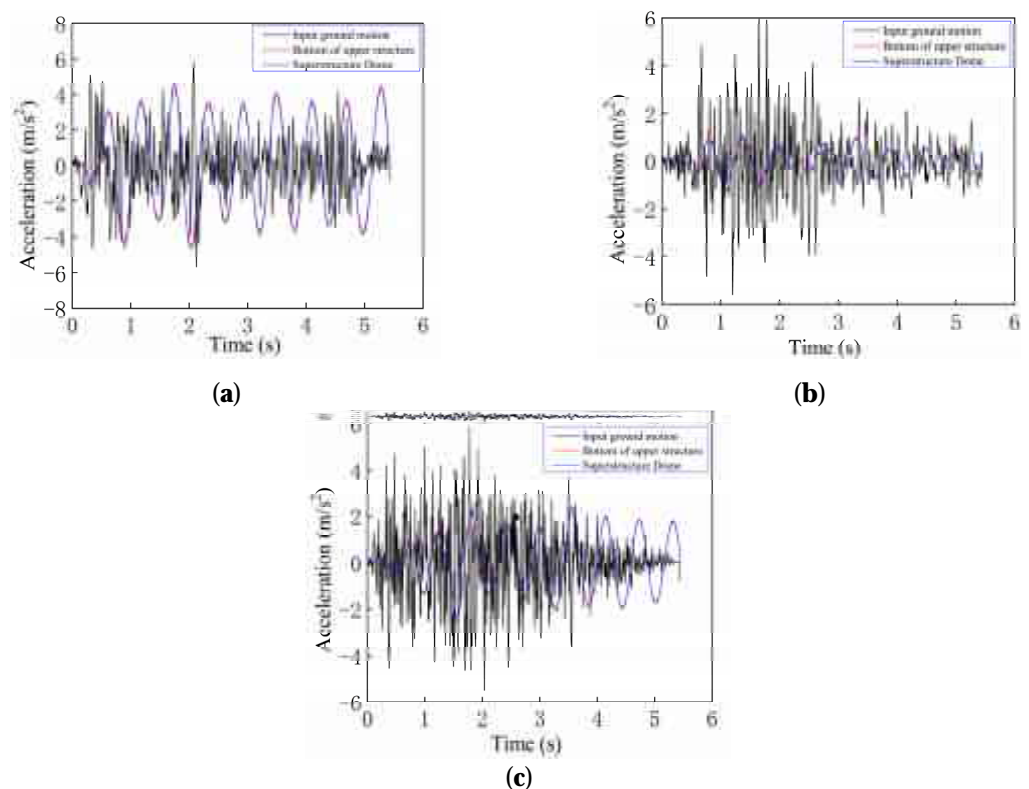 8
6
4
2
0
−2
−4
−6
−8
Acceleration (m/s²)
Input ground motion
Bottom of upper structure
Superstructure Dome
0 1 2 3 4 5 6
Time (s)
(a)
6
4
2
0
−2
4
−6
Acceleration (m/s²)
Input ground motion
Bottom of upper structure
Superstructure Dome
0 1 2 3 4 5 6
Time (s)
(b)
6
4
2
0
−2
−4
−6
Acceleration (m/s²)
Input ground motion
Bottom of upper structure
Superstructure Dome
0 1 2 3 4 5 6
Time (s)
(c)